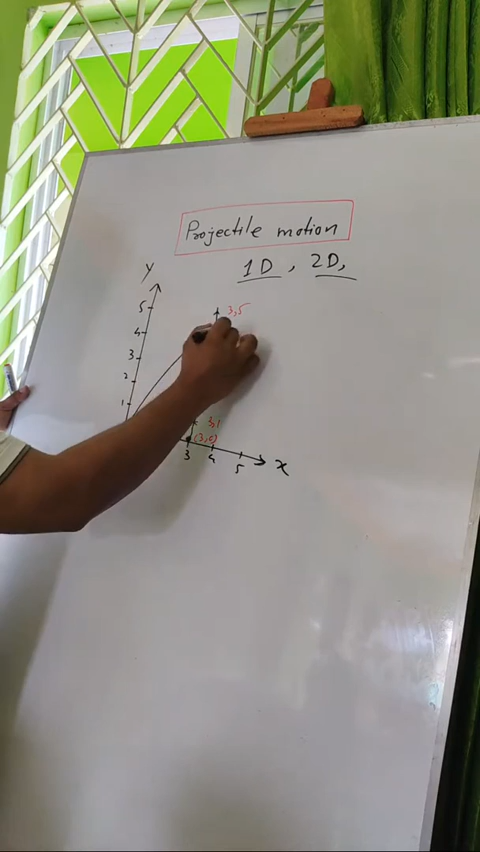 Projectile motion
1D, 2D,
y
5
3,5
4
3
2
1
3,1
(3,0)
3 4 5 x